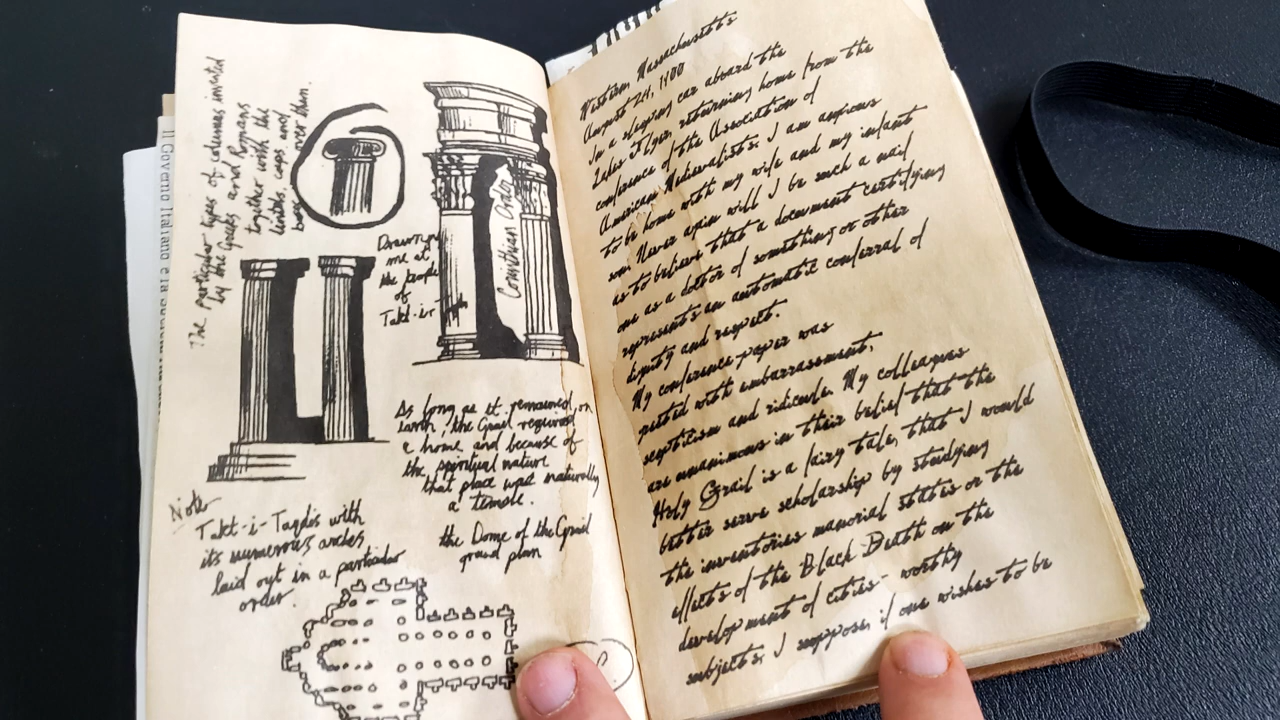 Il Governo Italiano e la
The particular types of columns invented
by the Greeks and Romans
together with the
lintels, caps and
base over them.
Drawn
me at
the people
of
Takt-i-
Corinthian Order
As long as it remained on
earth, the Grail required
a home and because of
the spiritual nature
that place was naturally
a temple.
Note
Takt-i-Taqdis with
its numerous arches
laid out in a particular
order.
the Dome of the Grail
ground plan
Western Massachusetts
August 24, 1900
In a sleeping car aboard the
returning home from the
conference of the Association of
American Medievalists. I am anxious
to be home with my wife and my infant
son. Never again will I be such a
as to believe that a document certifying
one as a doctor of something or other
represents an automatic conferral of
dignity and respect.
My conference paper was
greeted with embarrassment,
scepticism and ridicule. My colleagues
are unanimous in their belief that the
Holy Grail is a fairy tale, that I would
better serve scholarship by studying
the inventories manorial states or the
effects of the Black Death on the
development of cities - worthy
subjects, I suppose, if one wishes to be